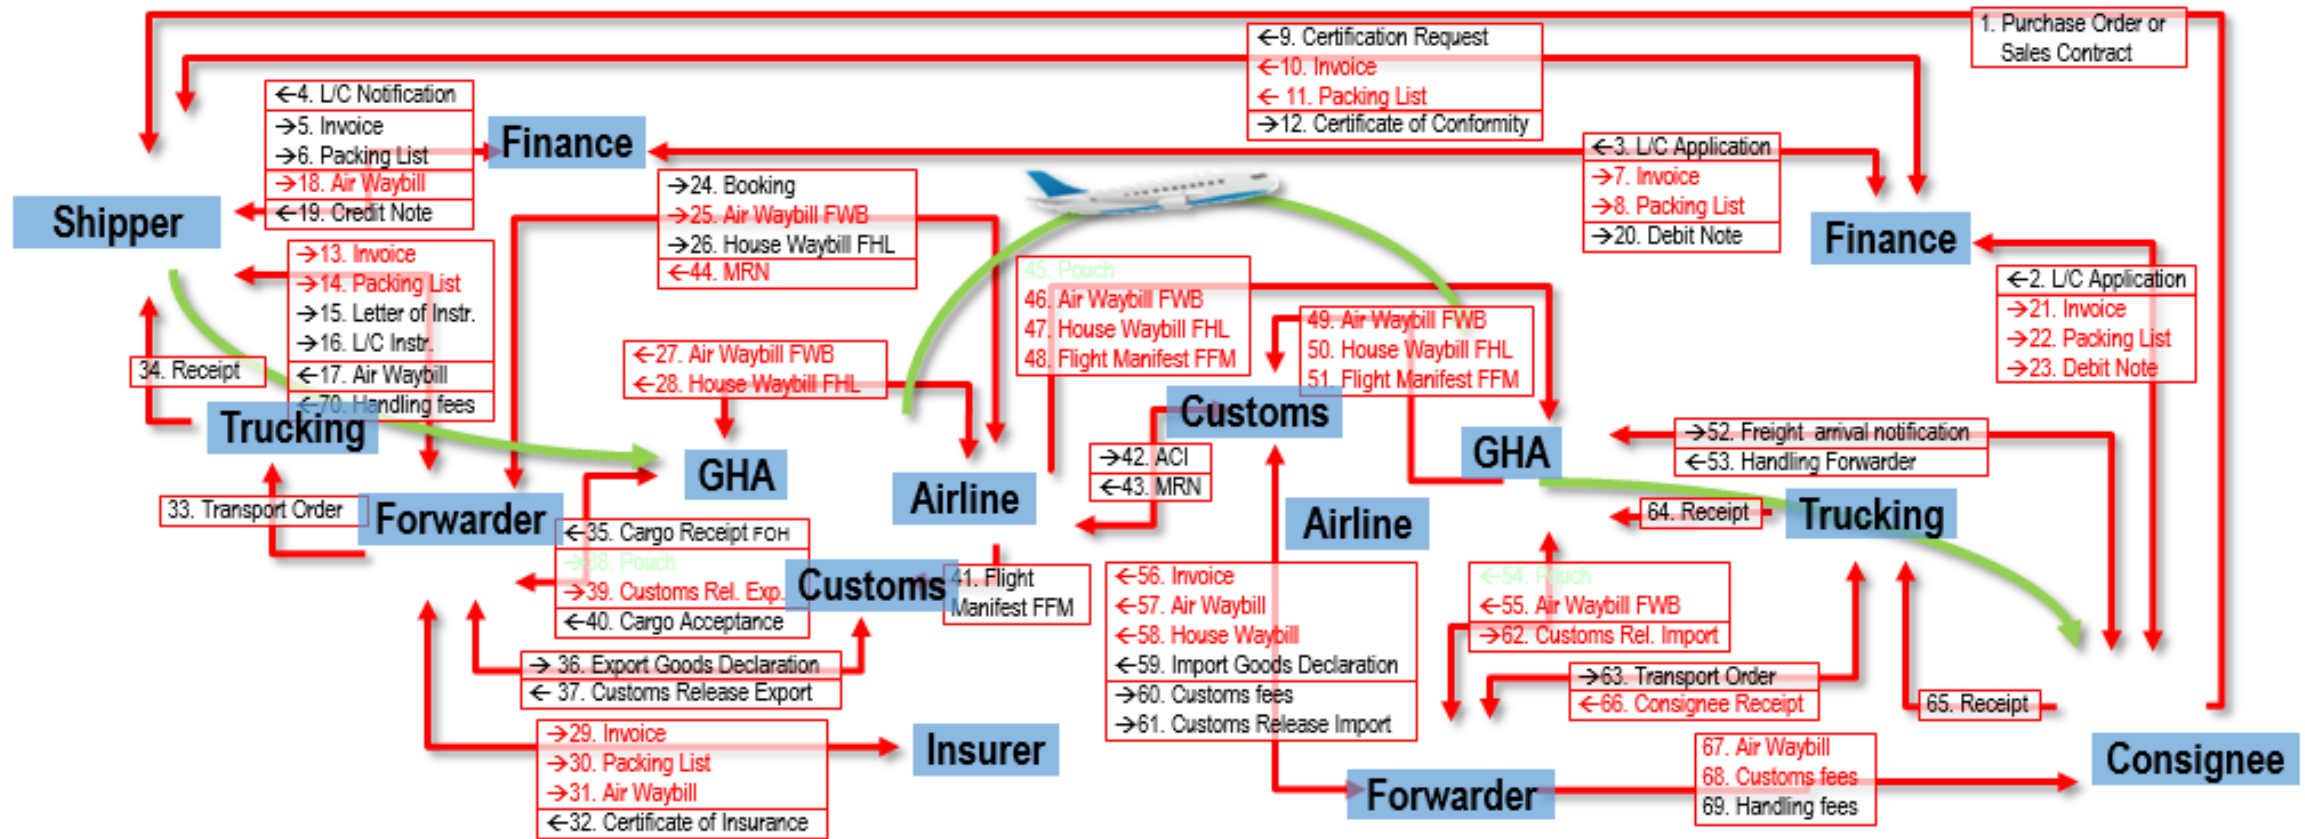 1. Purchase Order or
Sales Contract
←9. Certification Request
←10. Invoice
← 11. Packing List
→12. Certificate of Conformity
←4. L/C Notification
→5. Invoice
→6. Packing List
→18. Air Waybill
←19. Credit Note
Finance
←3. L/C Application
→7. Invoice
→8. Packing List
→20. Debit Note
Shipper
→24. Booking
→25. Air Waybill FWB
→26. House Waybill FHL
←44. MRN
Finance
→13. Invoice
→14. Packing List
→15. Letter of Instr.
→16. L/C Instr.
←17. Air Waybill
←70. Handling fees
45. Pouch
46. Air Waybill FWB
47. House Waybill FHL
48. Flight Manifest FFM
←2. L/C Application
→21. Invoice
→22. Packing List
→23. Debit Note
49. Air Waybill FWB
50. House Waybill FHL
51. Flight Manifest FFM
34. Receipt
←27. Air Waybill FWB
←28. House Waybill FHL
Trucking
Customs
GHA
→52. Freight arrival notification
←53. Handling Forwarder
GHA
→42. ACI
←43. MRN
Airline
33. Transport Order
Forwarder
Airline
64. Receipt
Trucking
←35. Cargo Receipt FOH
→38. Pouch
→39. Customs Rel. Exp.
←40. Cargo Acceptance
Customs
41. Flight
Manifest FFM
←56. Invoice
←57. Air Waybill
←58. House Waybill
←59. Import Goods Declaration
→60. Customs fees
→61. Customs Release Import
←54. Pouch
←55. Air Waybill FWB
→62. Customs Rel. Import
→ 36. Export Goods Declaration
← 37. Customs Release Export
→63. Transport Order
←66. Consignee Receipt
65. Receipt
→29. Invoice
→30. Packing List
→31. Air Waybill
←32. Certificate of Insurance
Insurer
Forwarder
67. Air Waybill
68. Customs fees
69. Handling fees
Consignee